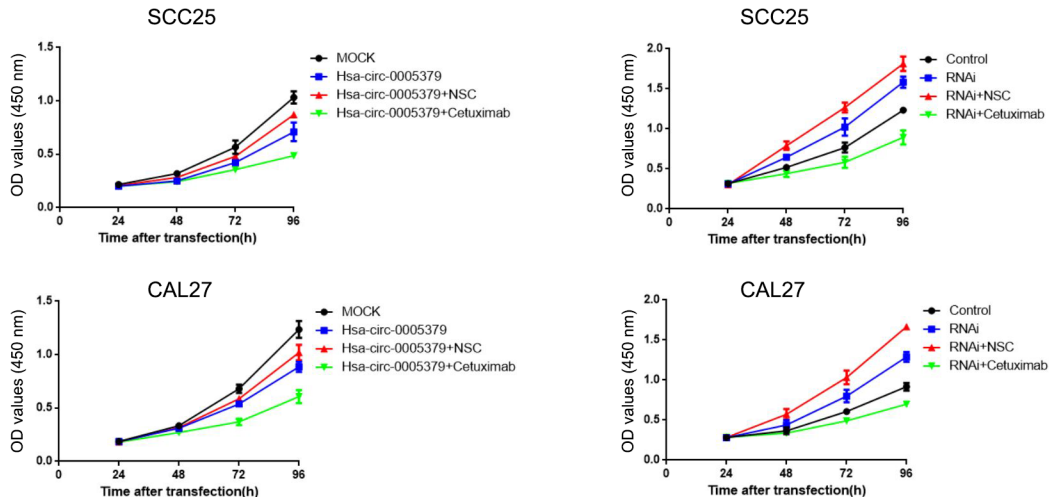 SCC25
OD values (450 nm)
1.5
1.0
0.5
0.0
0
24
48
72
96
Time after transfection(h)
MOCK
Hsa-circ-0005379
Hsa-circ-0005379+NSC
Hsa-circ-0005379+Cetuximab
SCC25
OD values (450 nm)
2.0
1.5
1.0
0.5
0.0
0
24
48
72
96
Time after transfection(h)
Control
RNAi
RNAi+NSC
RNAi+Cetuximab
CAL27
OD values (450 nm)
1.5
1.0
0.5
0.0
0
24
48
72
96
Time after transfection(h)
MOCK
Hsa-circ-0005379
Hsa-circ-0005379+NSC
Hsa-circ-0005379+Cetuximab
CAL27
OD values (450 nm)
2.0
1.5
1.0
0.5
0.0
0
24
48
72
96
Time after transfection(h)
Control
RNAi
RNAi+NSC
RNAi+Cetuximab